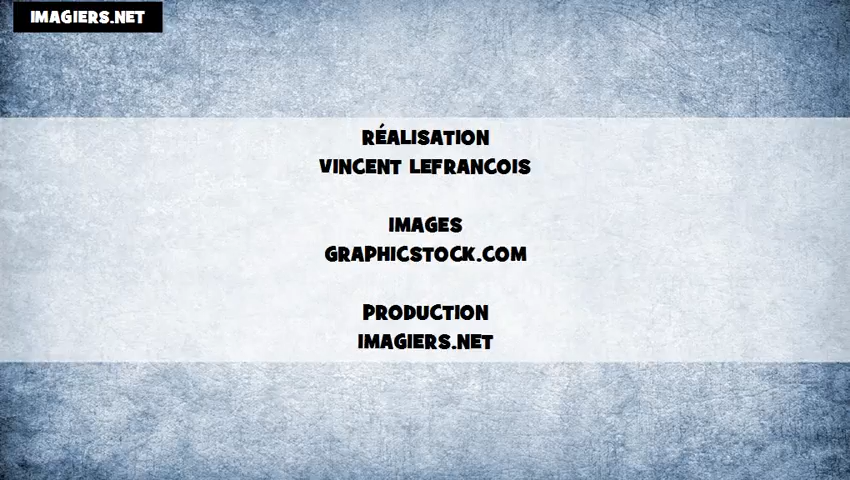 IMAGIERS.NET
RÉALISATION
VINCENT LEFRANCOIS
IMAGES
GRAPHICSTOCK.COM
PRODUCTION
IMAGIERS.NET